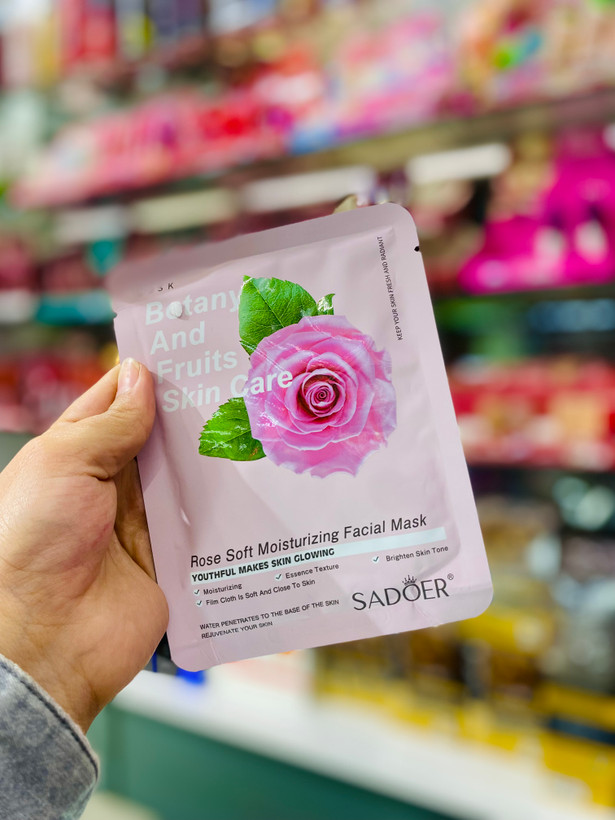 Botany
And
Fruits
Skin Care
KEEP YOUR SKIN FRESH AND RADIANT
Rose Soft Moisturizing Facial Mask
YOUTHFUL MAKES SKIN GLOWING
✓ Moisturizing ✓ Essence Texture ✓ Brighten Skin Tone
✓ Film Cloth Is Soft And Close To Skin
WATER PENETRATES TO THE BASE OF THE SKIN
REJUVENATE YOUR SKIN
SADOER®